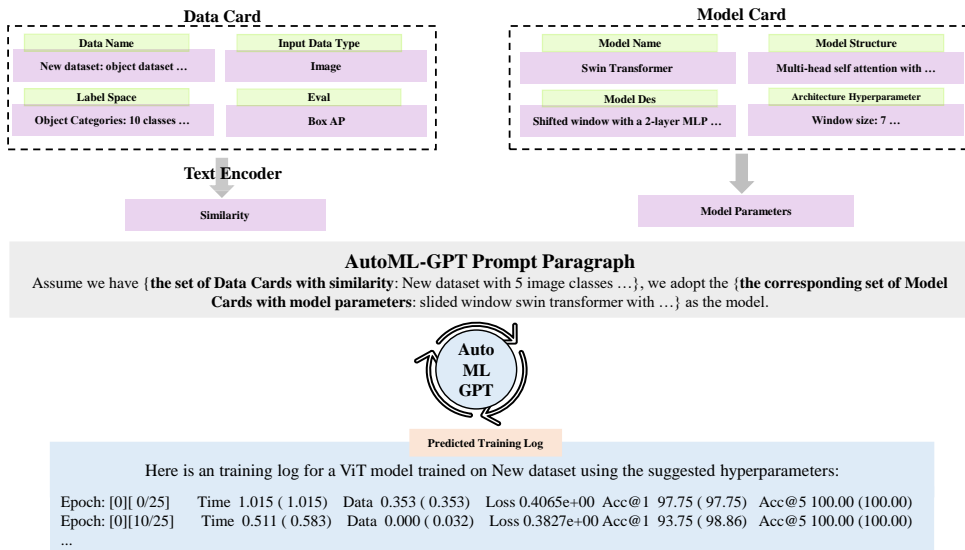 Data Card
Data Name
Input Data Type
New dataset: object dataset ...
Image
Label Space
Eval
Object Categories: 10 classes ...
Box AP
Model Card
Model Name
Model Structure
Swin Transformer
Multi-head self attention with ...
Model Des
Architecture Hyperparameter
Shifted window with a 2-layer MLP ...
Window size: 7 ...
Text Encoder
Similarity
Model Parameters
AutoML-GPT Prompt Paragraph
Assume we have {the set of Data Cards with similarity: New dataset with 5 image classes ...}, we adopt the {the corresponding set of Model
Cards with model parameters: slided window swin transformer with ...} as the model.
Auto
ML
GPT
Predicted Training Log
Here is an training log for a ViT model trained on New dataset using the suggested hyperparameters:
Epoch: [0][ 0/25] Time 1.015 ( 1.015) Data 0.353 ( 0.353) Loss 0.4065e+00 Acc@1 97.75 ( 97.75) Acc@5 100.00 (100.00)
Epoch: [0][10/25] Time 0.511 ( 0.583) Data 0.000 ( 0.032) Loss 0.3827e+00 Acc@1 93.75 ( 98.86) Acc@5 100.00 (100.00)
...